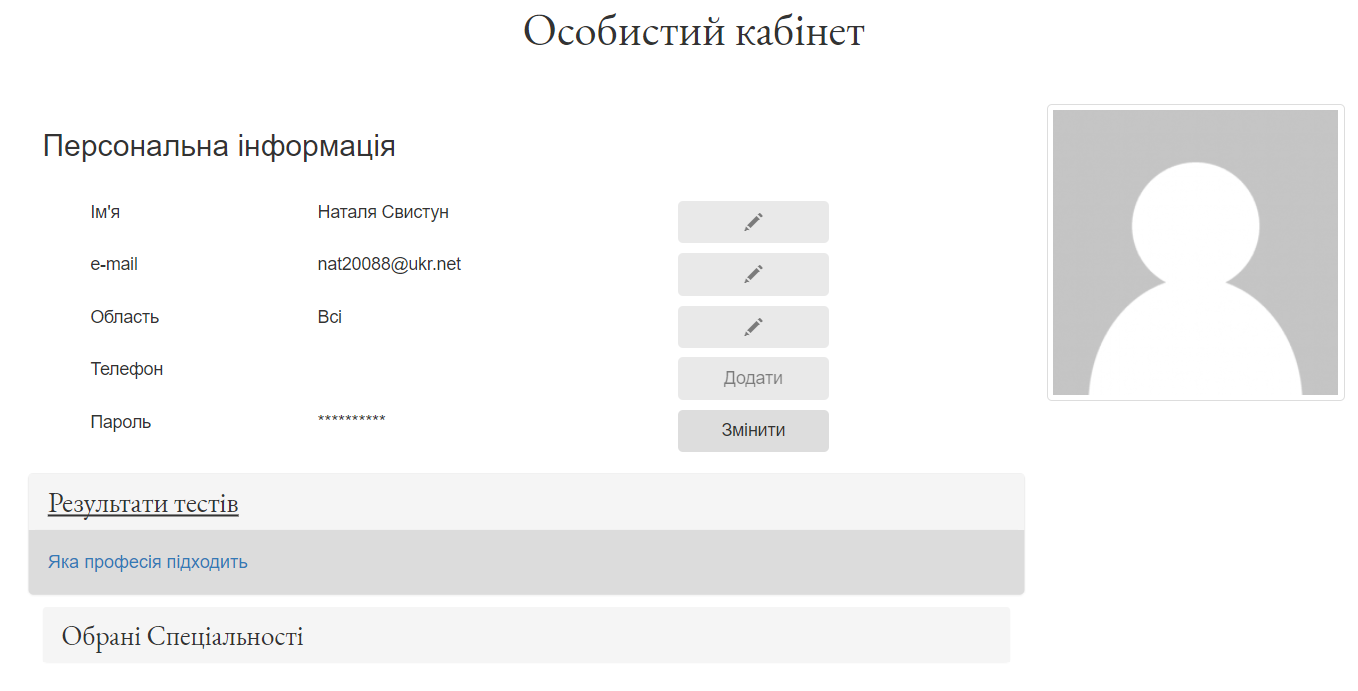 Особистий кабінет
Персональна інформація
Ім'я Наталя Свистун
e-mail nat20088@ukr.net
Область Всі
Телефон Додати
Пароль ********** Змінити
Результати тестів
Яка професія підходить
Обрані Спеціальності